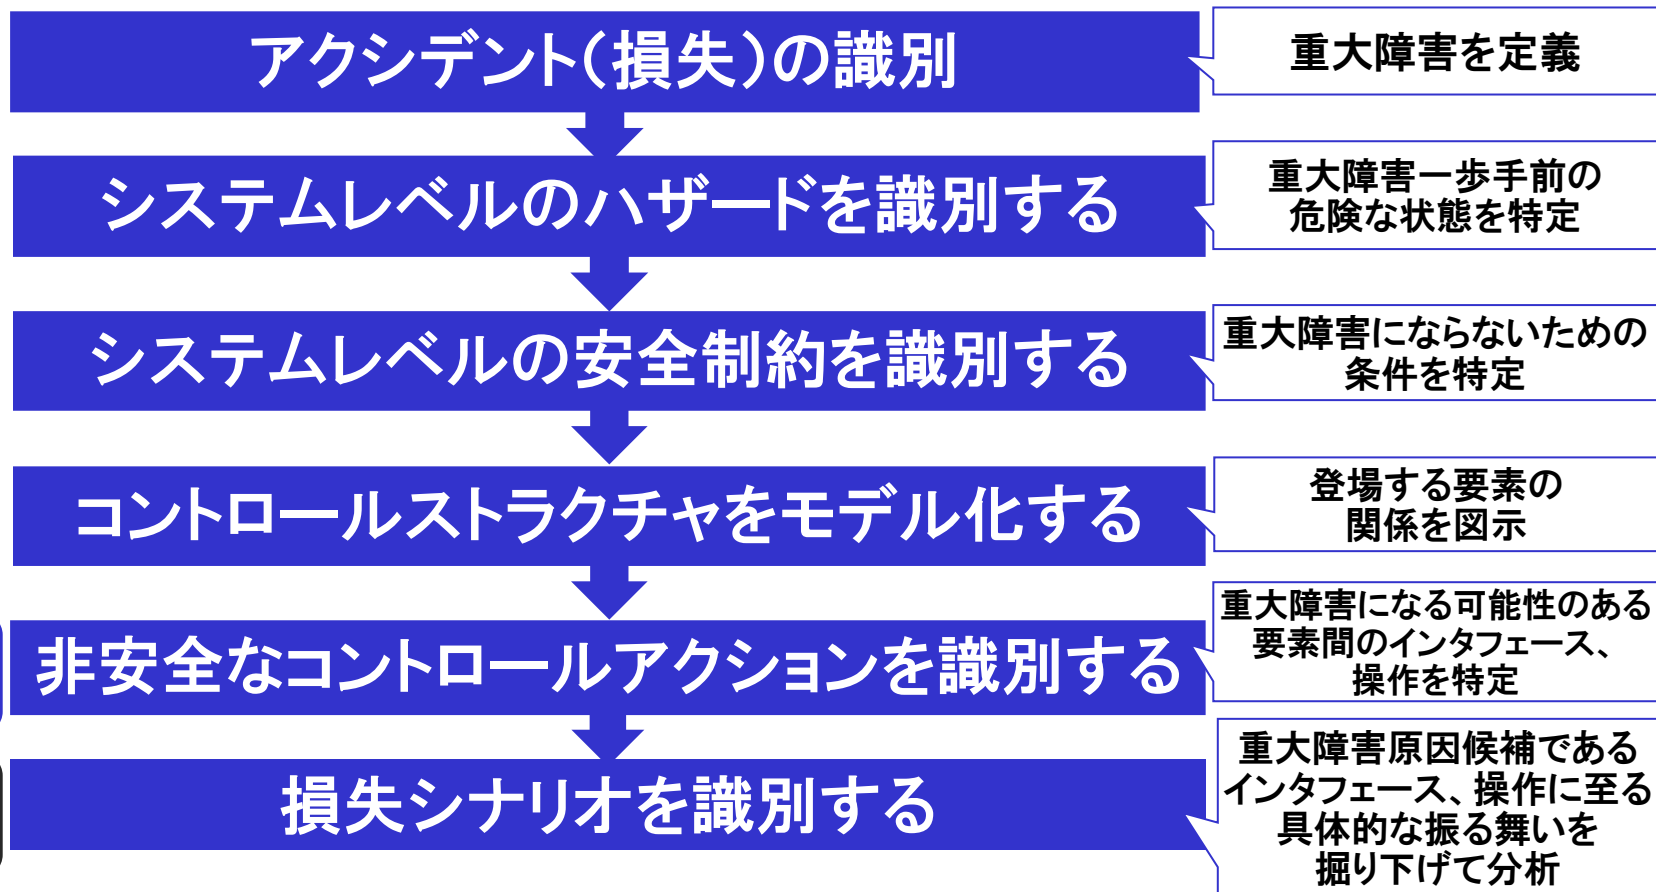 アクシデント(損失)の識別
重大障害を定義
システムレベルのハザードを識別する
重大障害一歩手前の
危険な状態を特定
システムレベルの安全制約を識別する
重大障害にならないための
条件を特定
コントロールストラクチャをモデル化する
登場する要素の
関係を図示
非安全なコントロールアクションを識別する
重大障害になる可能性のある
要素間のインタフェース、
操作を特定
損失シナリオを識別する
重大障害原因候補である
インタフェース、操作に至る
具体的な振る舞いを
掘り下げて分析